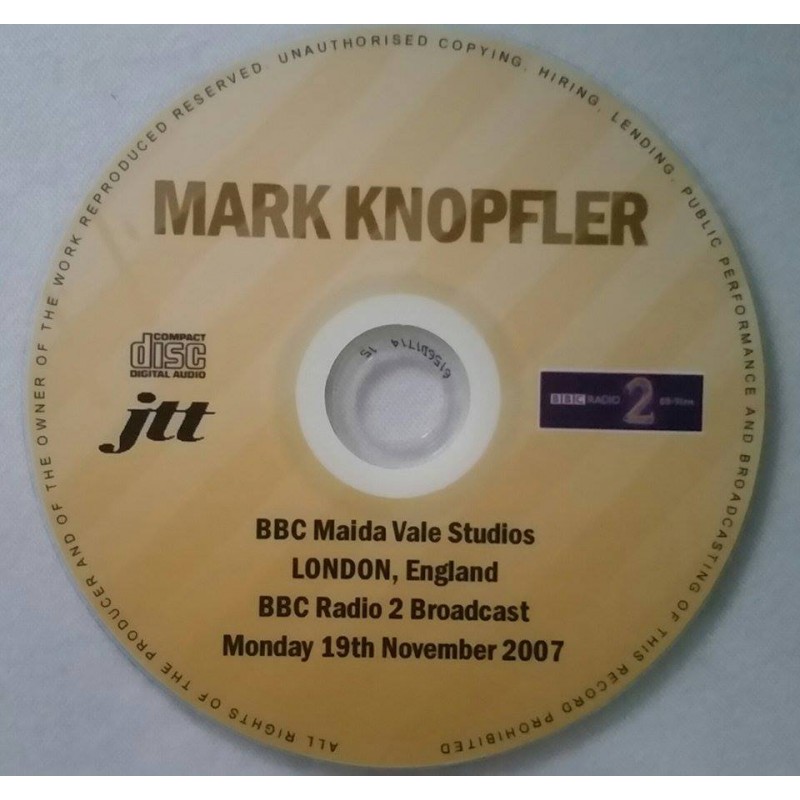 ALL RIGHTS OF THE PRODUCER AND OF THE OWNER OF THE WORK REPRODUCED RESERVED. UNAUTHORISED COPYING, HIRING, LENDING, PUBLIC PERFORMANCE AND BROADCASTING OF THIS RECORD PROHIBITED
MARK KNOPFLER
COMPACT
disc
DIGITAL AUDIO
jtt
BBC RADIO 2
BBC Maida Vale Studios
LONDON, England
BBC Radio 2 Broadcast
Monday 19th November 2007